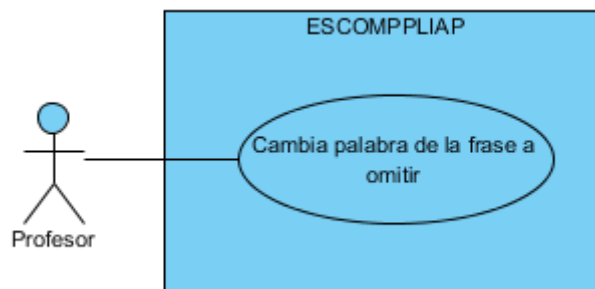 ESCOMPPLIAP
Cambia palabra de la frase a
omitir
Profesor